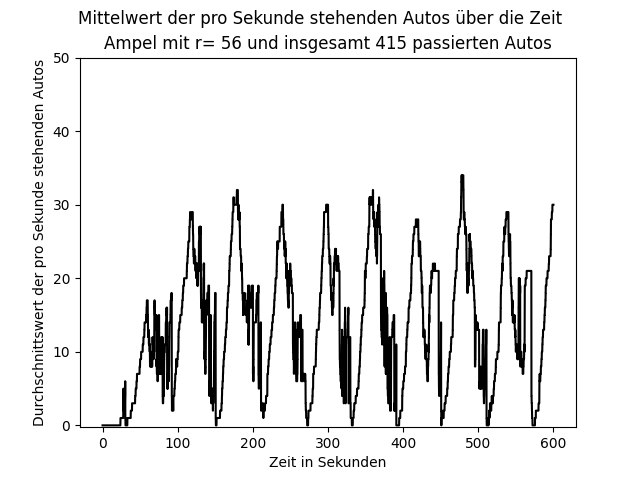 Mittelwert der pro Sekunde stehenden Autos über die Zeit
Ampel mit r= 56 und insgesamt 415 passierten Autos
Durchschnittswert der pro Sekunde stehenden Autos
50
40
30
20
10
0
0 100 200 300 400 500 600
Zeit in Sekunden